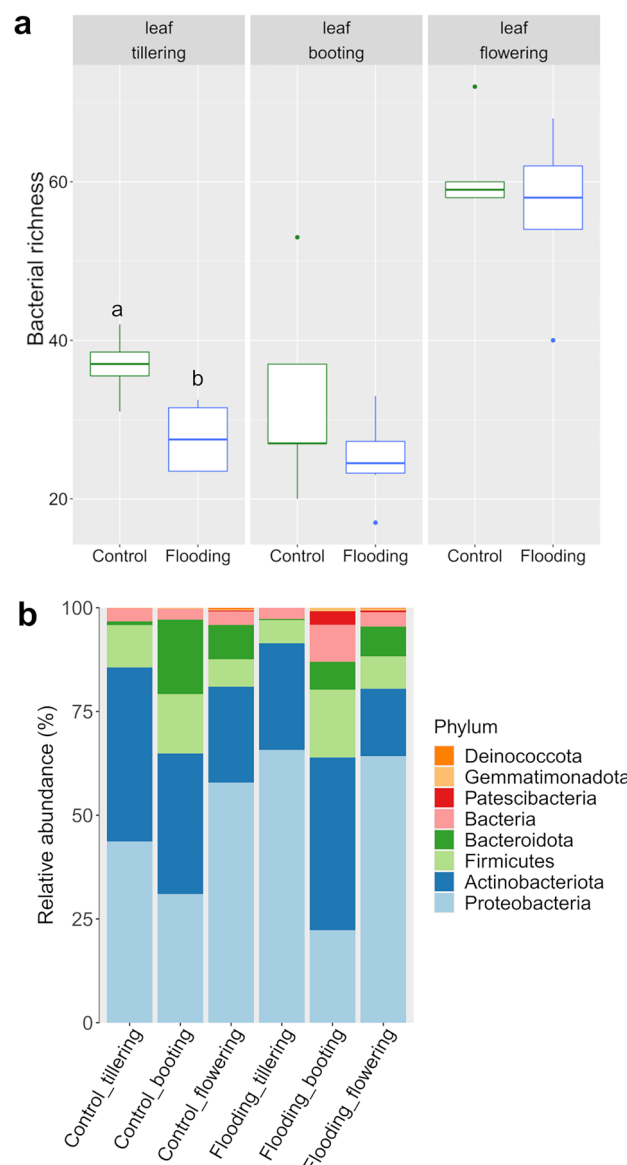 a
leaf
tillering
leaf
booting
leaf
flowering
Bacterial richness
60
40
20
a
b
Control
Flooding
Control
Flooding
Control
Flooding
b
Relative abundance (%)
100
75
50
25
0
Control_tillering
Control_booting
Control_flowering
Flooding_tillering
Flooding_booting
Flooding_flowering
Phylum
Deinococcota
Gemmatimonadota
Patescibacteria
Bacteria
Bacteroidota
Firmicutes
Actinobacteriota
Proteobacteria